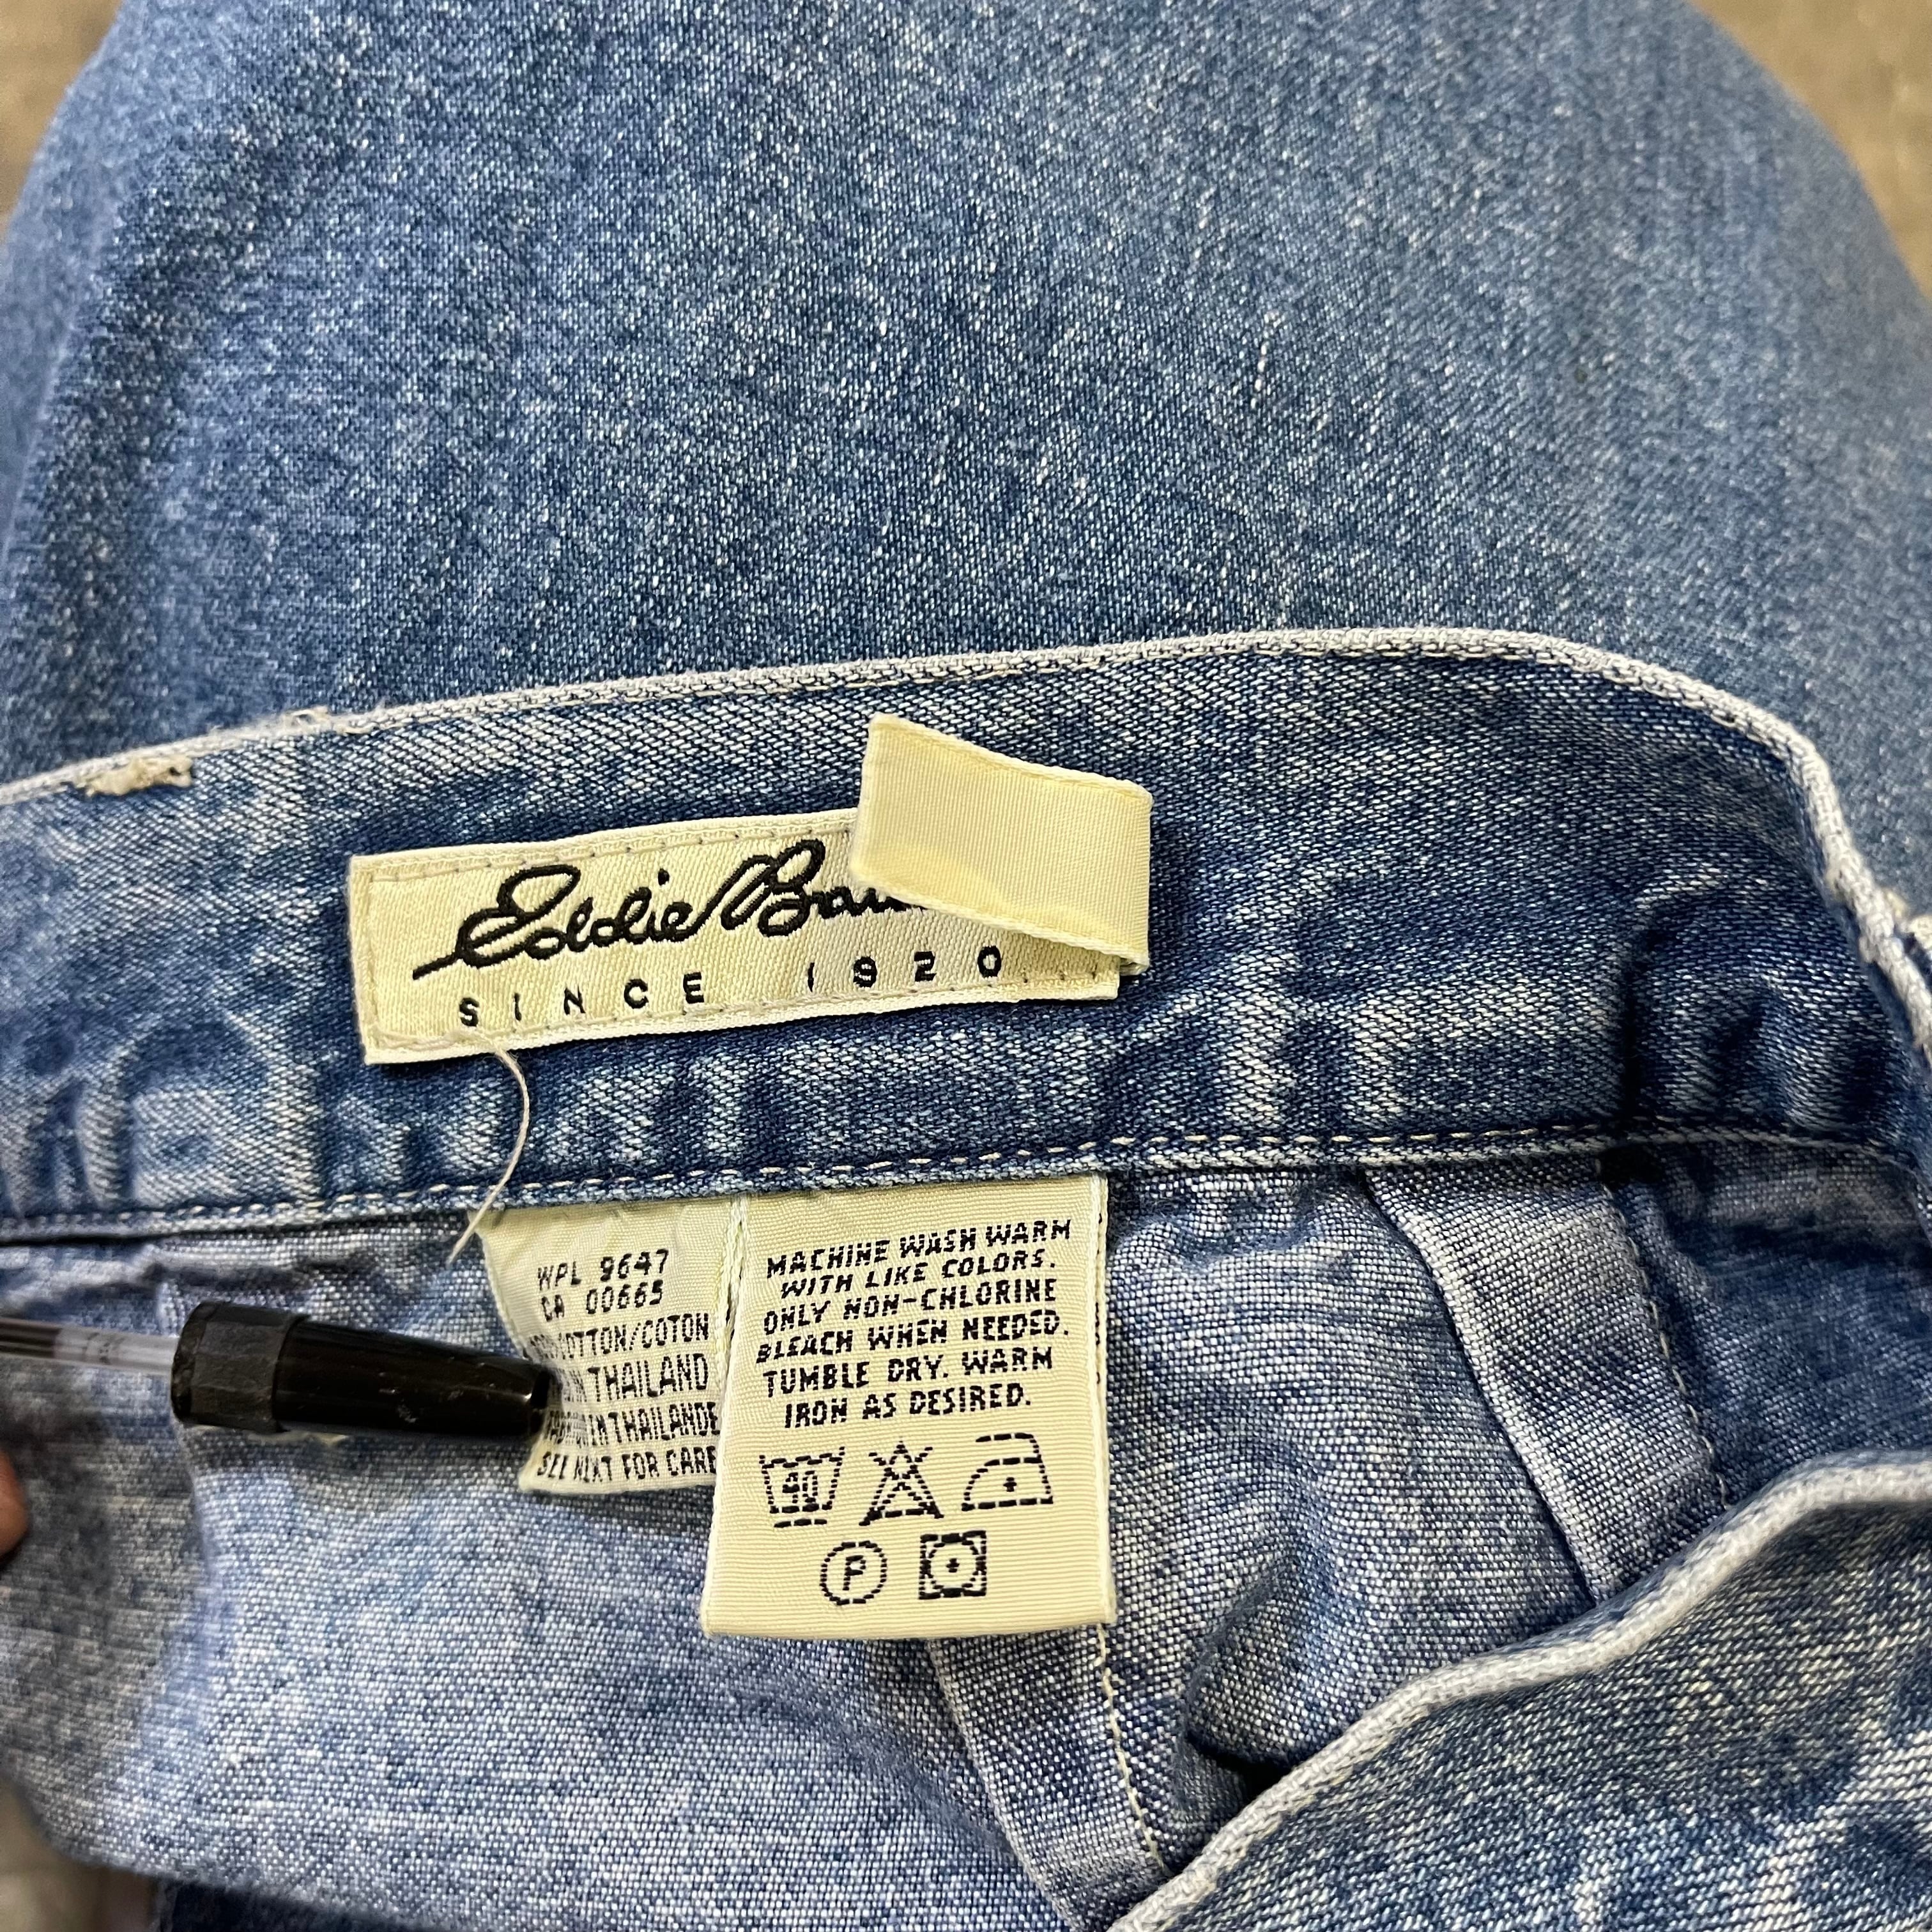 Eddie
SINCE 1920
WPL 9647
CA 00665
COTTON/COTON
THAILAND
THAILANDE
SEE NEXT FOR CARE
MACHINE WASH WARM
WITH LIKE COLORS.
ONLY NON-CHLORINE
BLEACH WHEN NEEDED.
TUMBLE DRY. WARM
IRON AS DESIRED.
40
P